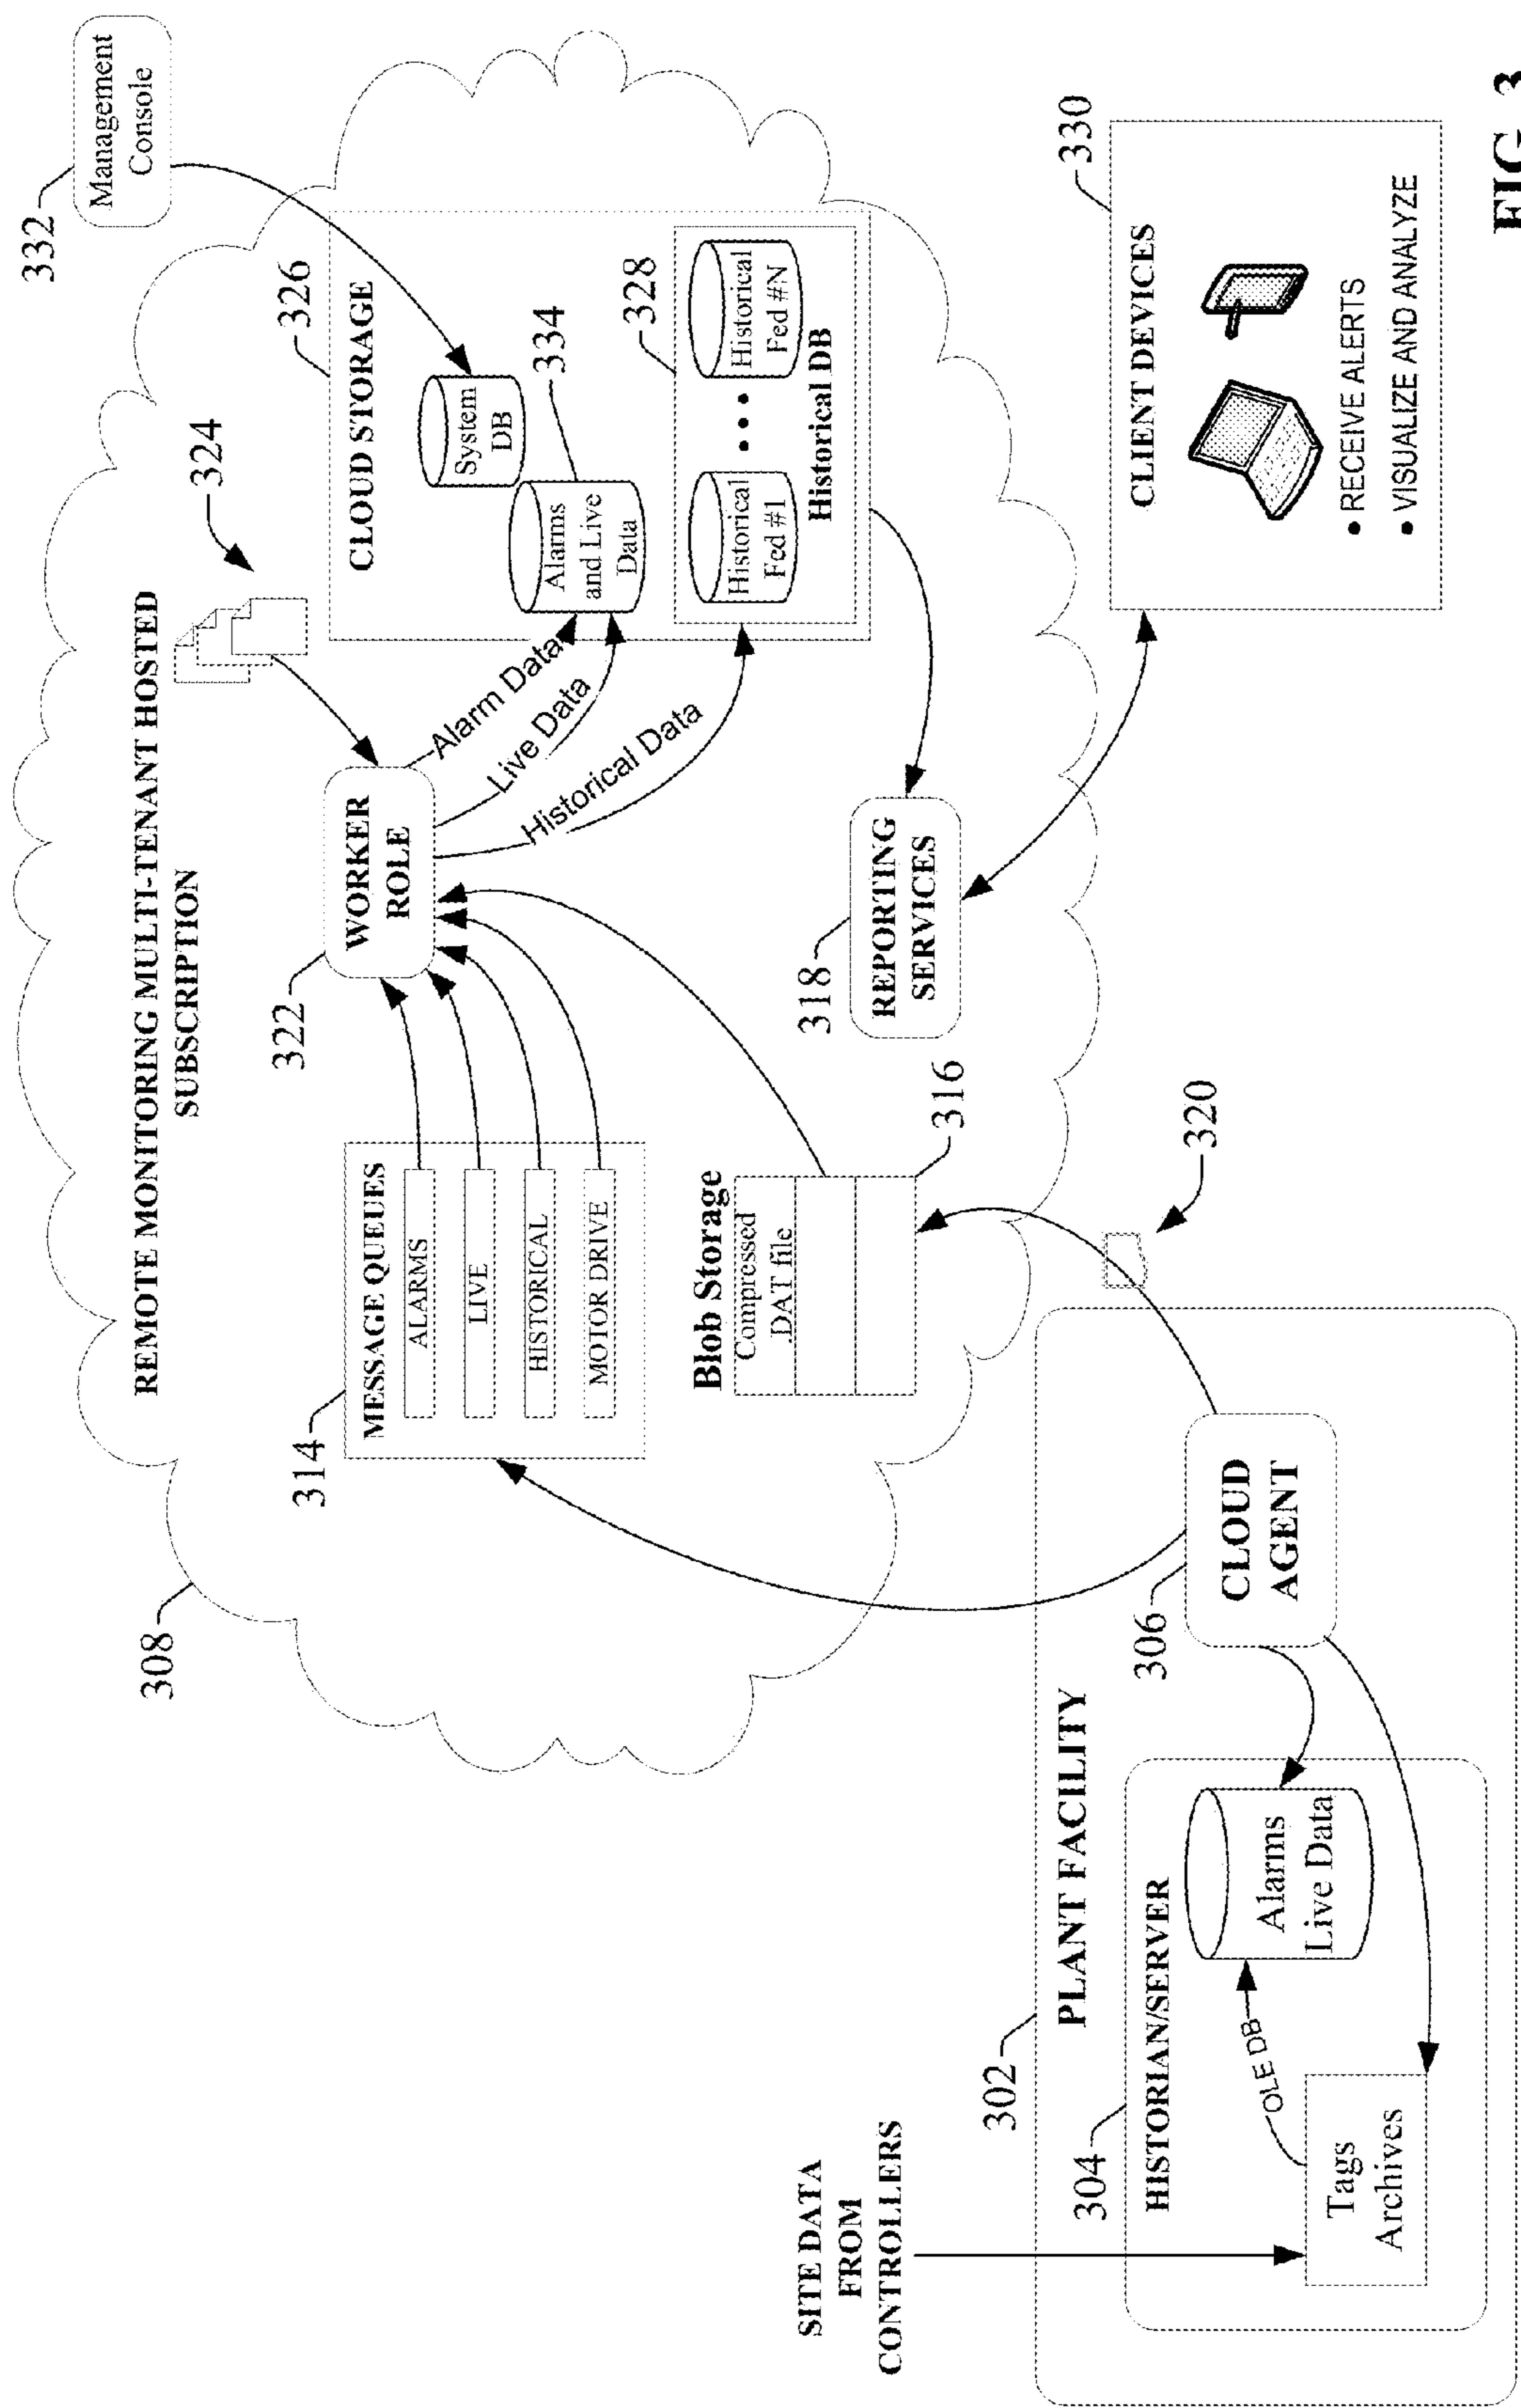 332
Management
Console
REMOTE MONITORING MULTI-TENANT HOSTED
SUBSCRIPTION
324
308
314
MESSAGE QUEUES
ALARMS
LIVE
HISTORICAL
MOTOR DRIVE
322
WORKER
ROLE
Alarm Data
Live Data
Historical Data
326
CLOUD STORAGE
System
DB
334
Alarms
and Live
Data
328
Historical
Fed #1
•••
Historical
Fed #N
Historical DB
Blob Storage
Compressed
.DAT file
316
318
REPORTING
SERVICES
320
330
CLIENT DEVICES
• RECEIVE ALERTS
• VISUALIZE AND ANALYZE
SITE DATA
FROM
CONTROLLERS
302
PLANT FACILITY
304
HISTORIAN/SERVER
Tags
Archives
OLE DB
Alarms
Live Data
306
CLOUD
AGENT
FIG. 3